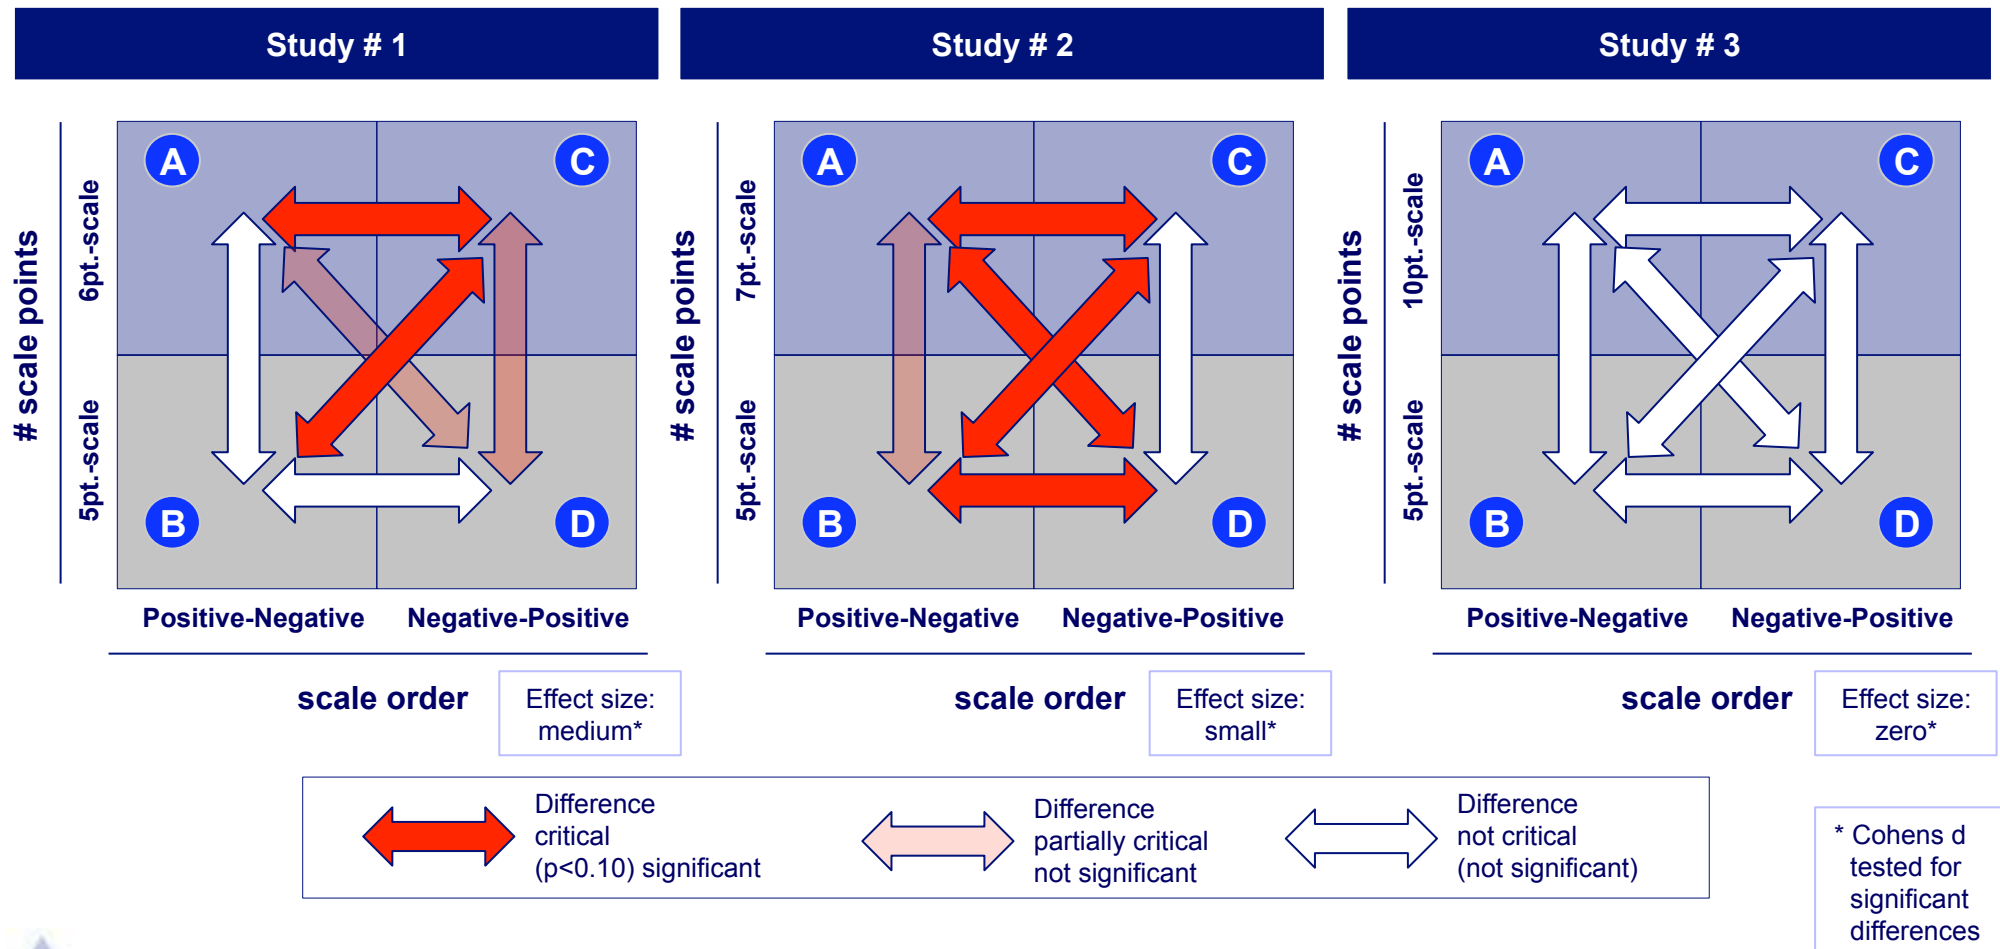 Study # 1
Study # 2
Study # 3
# scale points
6pt.-scale
5pt.-scale
A
C
B
D
Positive-Negative
Negative-Positive
scale order
Effect size:
medium*
# scale points
7pt.-scale
5pt.-scale
A
C
B
D
Positive-Negative
Negative-Positive
scale order
Effect size:
small*
# scale points
10pt.-scale
5pt.-scale
A
C
B
D
Positive-Negative
Negative-Positive
scale order
Effect size:
zero*
Difference
critical
(p<0.10) significant
Difference
partially critical
not significant
Difference
not critical
(not significant)
* Cohens d
tested for
significant
differences